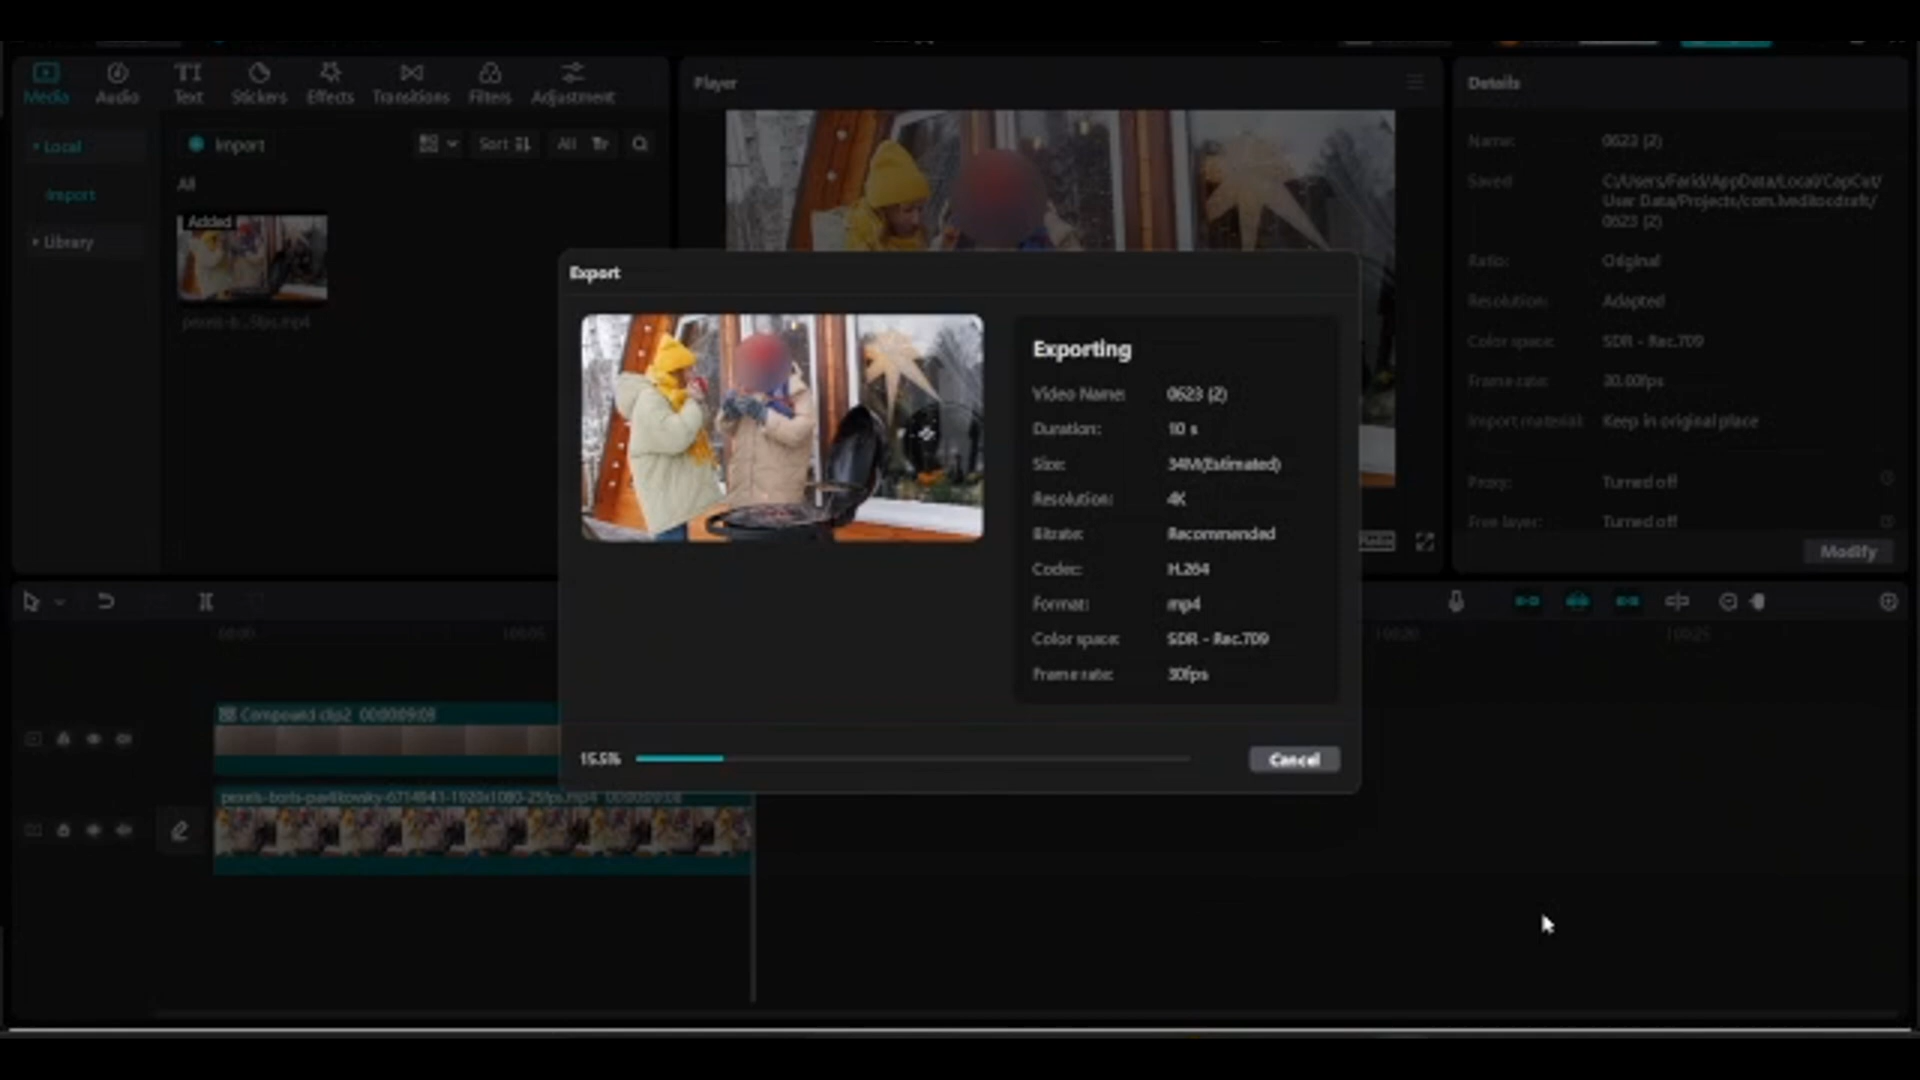 Media
Audio
Text
Stickers
Effects
Transitions
Filters
Adjustment
Player
Details
Local
Import
Library
Import
Sort
All
All
Added
Name: 0623 (2)
Saved: C:/Users/Farid/AppData/Local/CapCut/
User Data/Projects/com.lveditor.draft/
0623 (2)
Ratio: Original
Resolution: Adapted
Color space: SDR - Rec.709
Frame rate: 30.00fps
Import material: Keep in original place
Proxy: Turned off
Free layer: Turned off
Modify
Export
Exporting
Video Name: 0623 (2)
Duration: 10 s
Size: 34M(Estimated)
Resolution: 4K
Bitrate: Recommended
Codec: H.264
Format: mp4
Color space: SDR - Rec.709
Frame rate: 30fps
15.5%
Cancel
Compound clip2